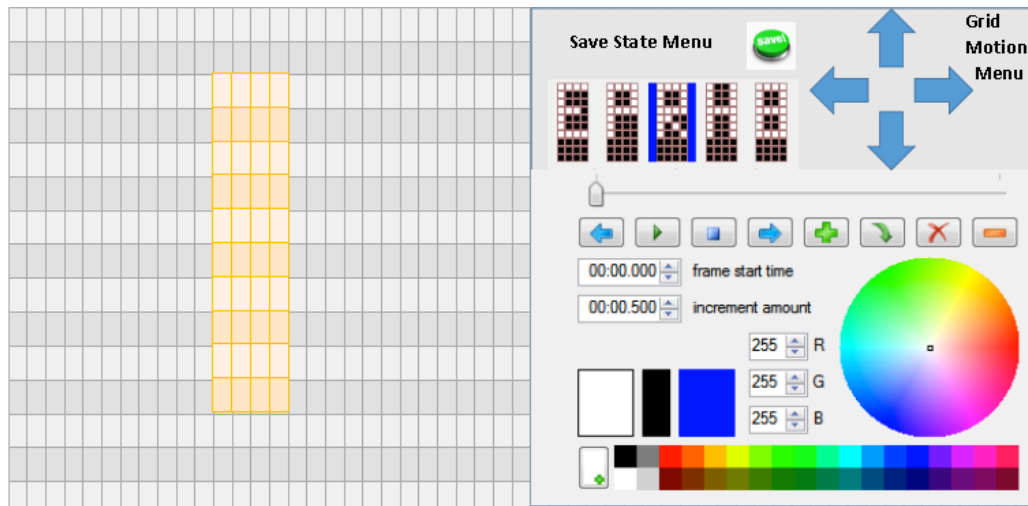 Save State Menu
save!
Grid
Motion
Menu
00:00.000 frame start time
00:00.500 increment amount
255 R
255 G
255 B